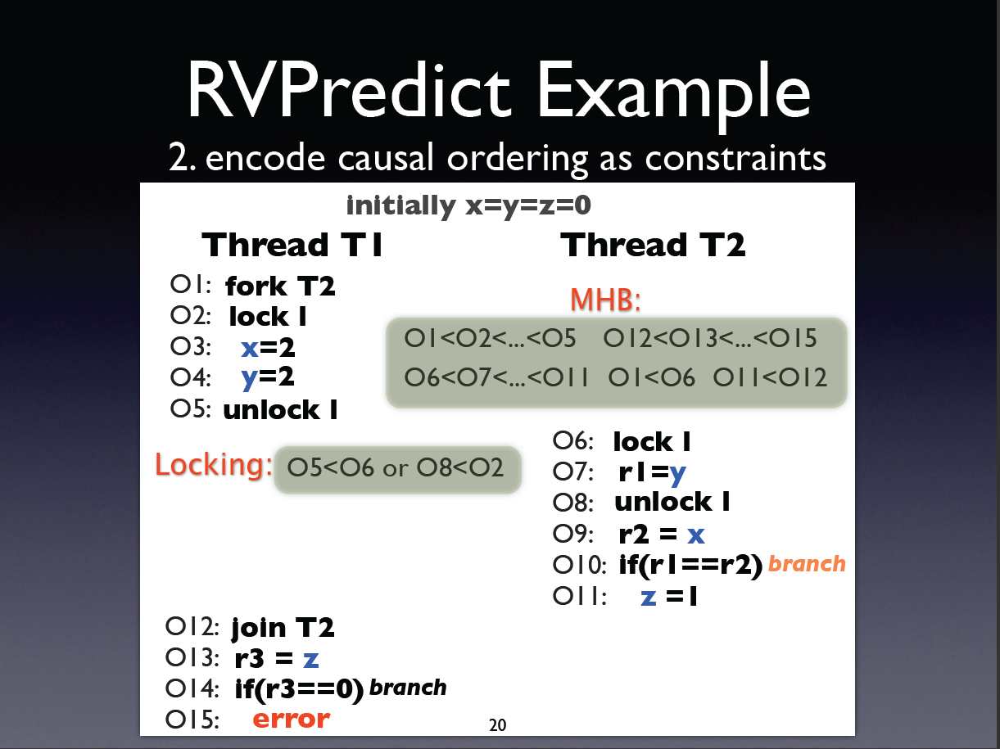 RVPredict Example
2. encode causal ordering as constraints
initially x=y=z=0
Thread T1
Thread T2
O1: fork T2
O2: lock l
O3: x=2
O4: y=2
O5: unlock l
MHB:
O1<O2<...<O5 O12<O13<...<O15
O6<O7<...<O11 O1<O6 O11<O12
Locking: O5<O6 or O8<O2
O6: lock l
O7: r1=y
O8: unlock l
O9: r2 = x
O10: if(r1==r2) branch
O11: z =1
O12: join T2
O13: r3 = z
O14: if(r3==0) branch
O15: error
20